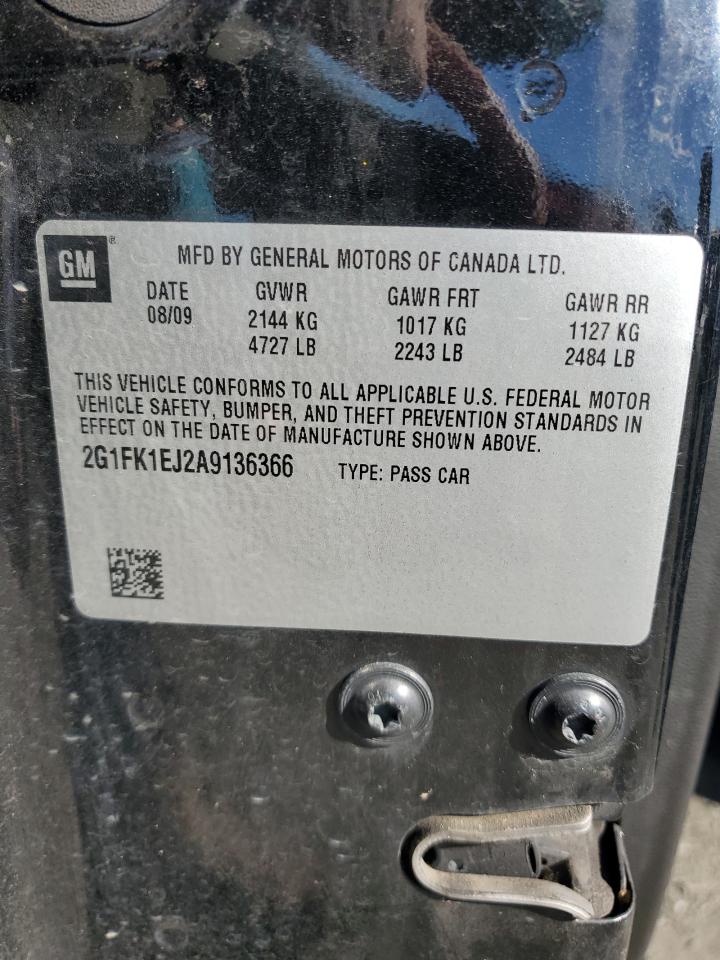 GM®
MFD BY GENERAL MOTORS OF CANADA LTD.
DATE GVWR GAWR FRT GAWR RR
08/09 2144 KG 1017 KG 1127 KG
4727 LB 2243 LB 2484 LB
THIS VEHICLE CONFORMS TO ALL APPLICABLE U.S. FEDERAL MOTOR
VEHICLE SAFETY, BUMPER, AND THEFT PREVENTION STANDARDS IN
EFFECT ON THE DATE OF MANUFACTURE SHOWN ABOVE.
2G1FK1EJ2A9136366 TYPE: PASS CAR